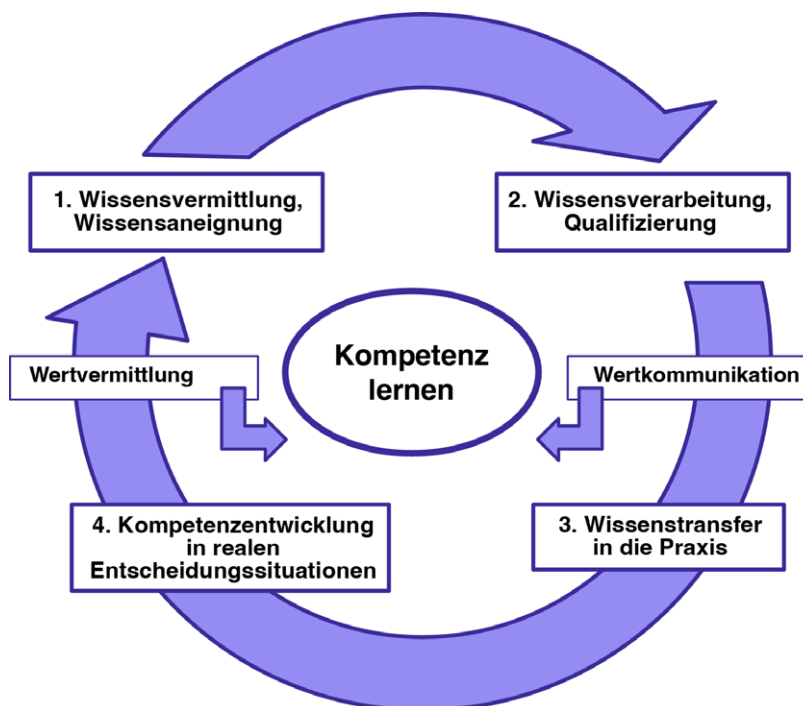 1. Wissensvermittlung,
Wissensaneignung
2. Wissensverarbeitung,
Qualifizierung
Kompetenz
lernen
Wertvermittlung
Wertkommunikation
4. Kompetenzentwicklung
in realen
Entscheidungssituationen
3. Wissenstransfer
in die Praxis